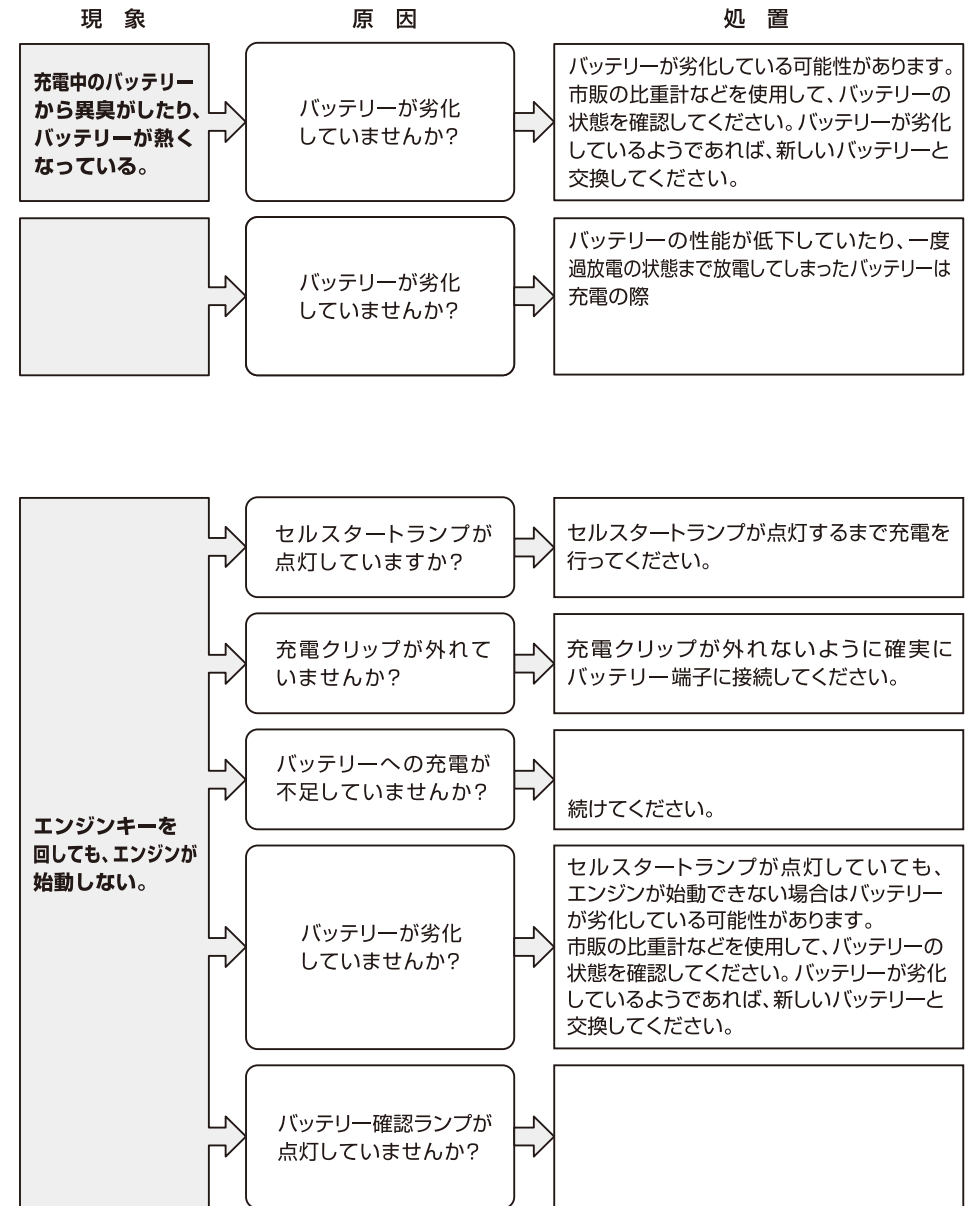 現象
原因
処置
充電中のバッテリー
から異臭がしたり、
バッテリーが熱く
なっている。
バッテリーが劣化
していませんか?
バッテリーが劣化している可能性があります。
市販の比重計などを使用して、バッテリーの
状態を確認してください。バッテリーが劣化
しているようであれば、新しいバッテリーと
交換してください。
バッテリーが劣化
していませんか?
バッテリーの性能が低下していたり、一度
過放電の状態まで放電してしまったバッテリーは
充電の際
エンジンキーを
回しても、エンジンが
始動しない。
セルスタートランプが
点灯していますか?
セルスタートランプが点灯するまで充電を
行ってください。
充電クリップが外れて
いませんか?
充電クリップが外れないように確実に
バッテリー端子に接続してください。
バッテリーへの充電が
不足していませんか?
続けてください。
バッテリーが劣化
していませんか?
セルスタートランプが点灯していても、
エンジンが始動できない場合はバッテリー
が劣化している可能性があります。
市販の比重計などを使用して、バッテリーの
状態を確認してください。バッテリーが劣化
しているようであれば、新しいバッテリーと
交換してください。
バッテリー確認ランプが
点灯していませんか?